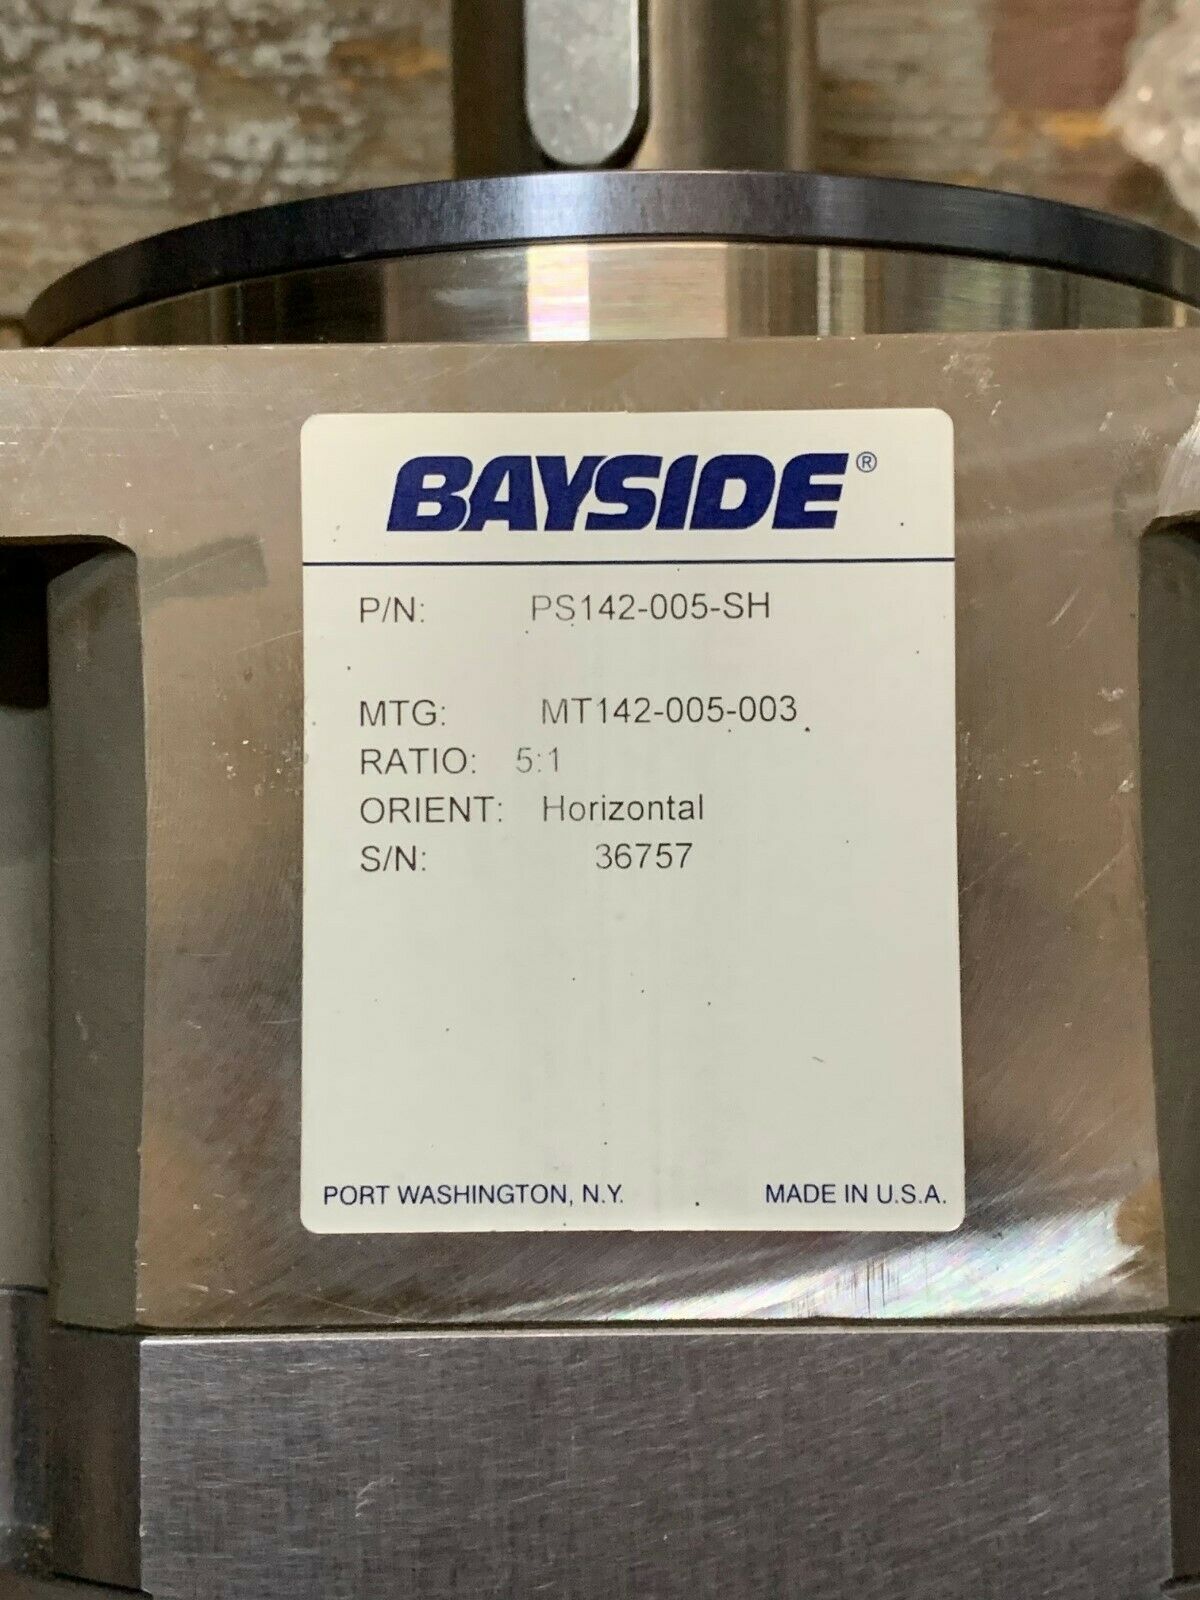 BAYSIDE®
P/N: PS142-005-SH
MTG: MT142-005-003
RATIO: 5:1
ORIENT: Horizontal
S/N: 36757
PORT WASHINGTON, N.Y. MADE IN U.S.A.